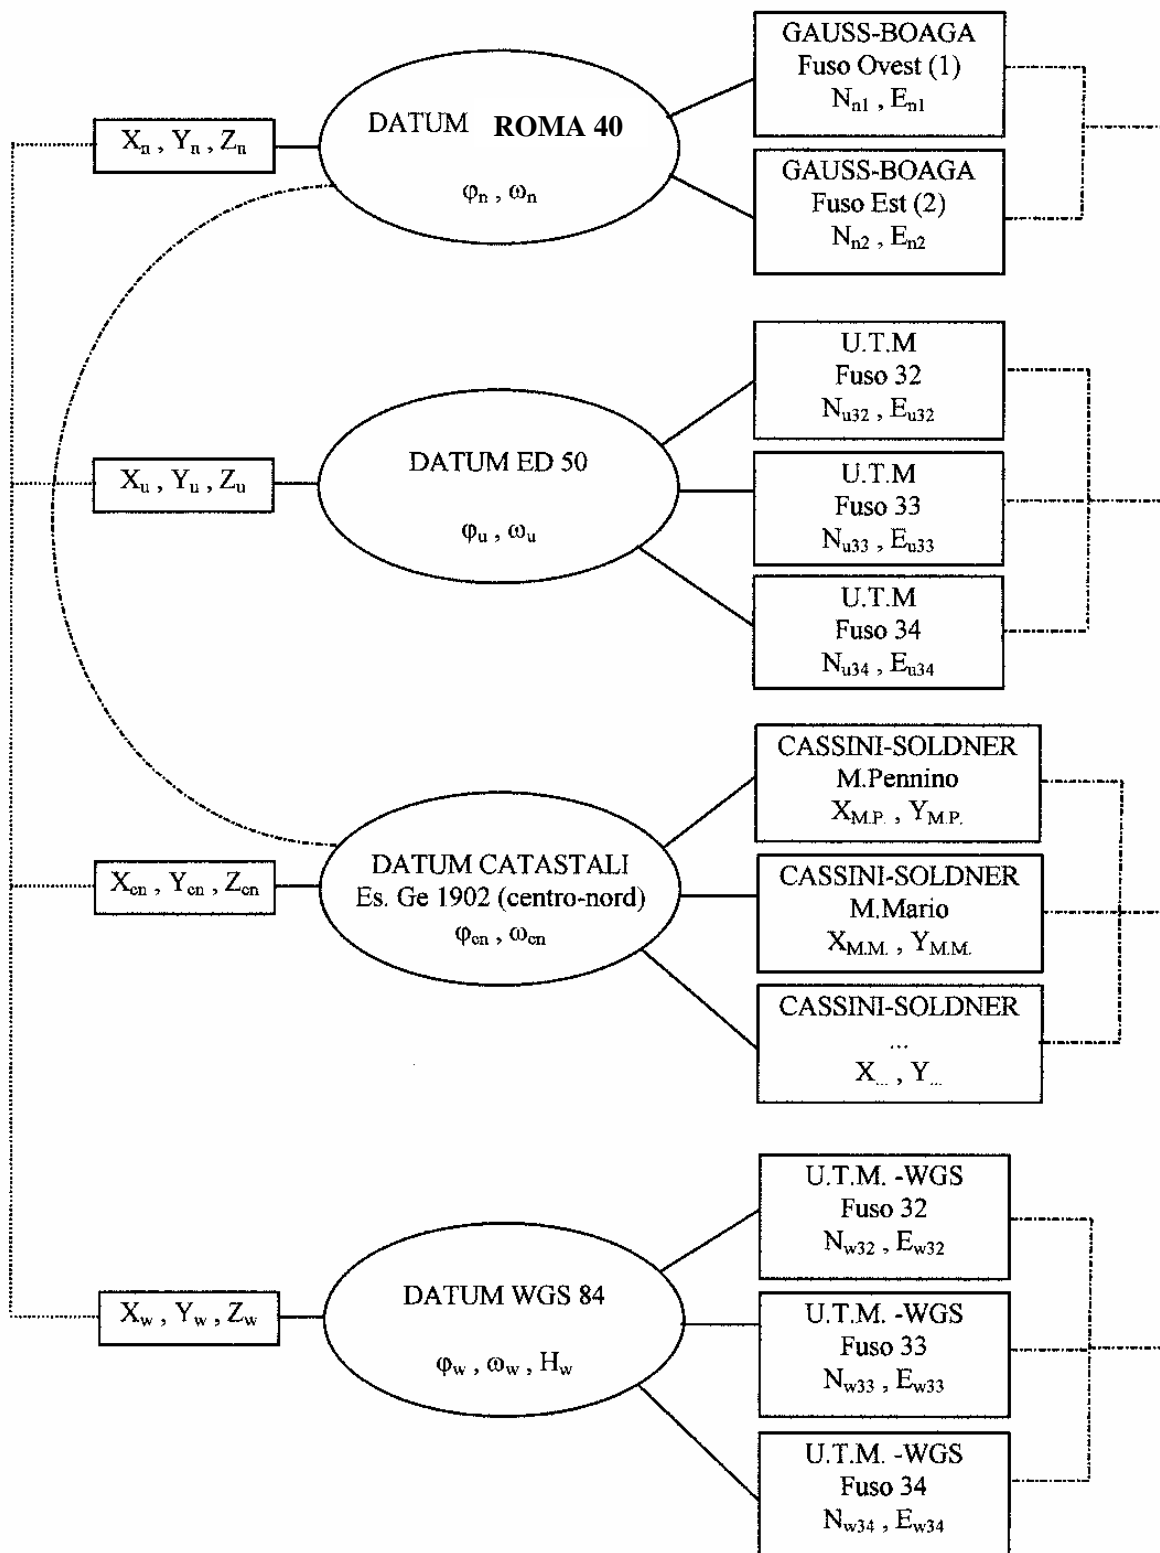 GAUSS-BOAGA
Fuso Ovest (1)
Nn1 , En1
DATUM ROMA 40
φn , ωn
Xn , Yn , Zn
GAUSS-BOAGA
Fuso Est (2)
Nn2 , En2
U.T.M
Fuso 32
Nu32 , Eu32
DATUM ED 50
φu , ωu
Xu , Yu , Zu
U.T.M
Fuso 33
Nu33 , Eu33
U.T.M
Fuso 34
Nu34 , Eu34
CASSINI-SOLDNER
M.Pennino
XM.P. , YM.P.
DATUM CATASTALI
Es. Ge 1902 (centro-nord)
φcn , ωcn
Xcn , Ycn , Zcn
CASSINI-SOLDNER
M.Mario
XM.M. , YM.M.
CASSINI-SOLDNER
...
X... , Y...
U.T.M. -WGS
Fuso 32
Nw32 , Ew32
DATUM WGS 84
φw , ωw , Hw
Xw , Yw , Zw
U.T.M. -WGS
Fuso 33
Nw33 , Ew33
U.T.M. -WGS
Fuso 34
Nw34 , Ew34